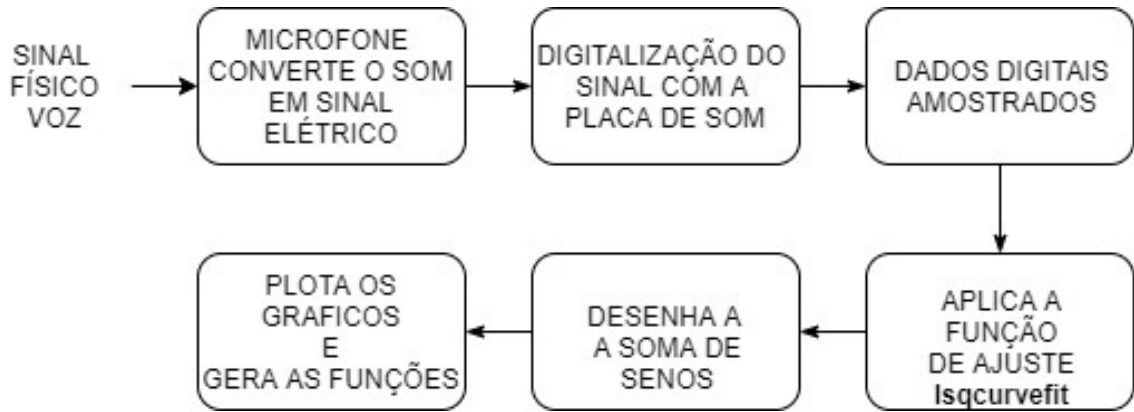 SINAL
FÍSICO
VOZ
MICROFONE
CONVERTE O SOM
EM SINAL
ELÉTRICO
DIGITALIZAÇÃO DO
SINAL CÓM A
PLACA DE SOM
DADOS DIGITAIS
AMOSTRADOS
APLICA A
FUNÇÃO
DE AJUSTE
lsqcurvefit
DESENHA A
A SOMA DE
SENOS
PLOTA OS
GRAFICOS
E
GERA AS FUNÇÕES